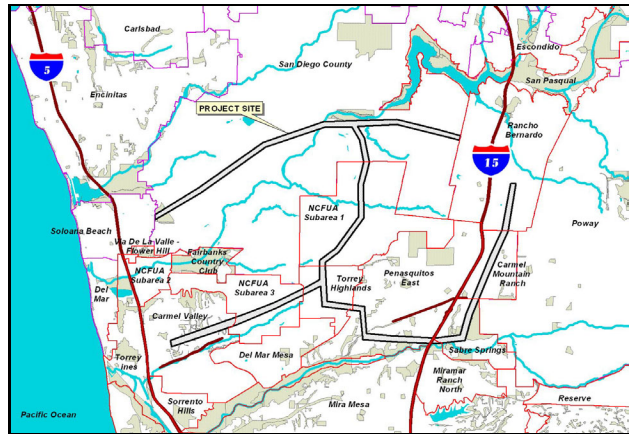 Carlsbad
Escondido
San Diego County
San Pasqual
5
Encinitas
PROJECT SITE
Rancho
Bernardo
15
NCFUA
Subarea 1
Poway
Soloana Beach
Via De La Valle -
Flower Hill
Fairbanks
Country
Club
NCFUA
Subarea 2
NCFUA
Subarea 3
Torrey
Highlands
Penasquitos
East
Carmel
Mountain
Ranch
Del
Mar
Carmel Valley
Del Mar Mesa
Sabre Springs
Torrey
ines
Miramar
Ranch
North
Reserve
Sorrento
Hills
Mira Mesa
Pacific Ocean